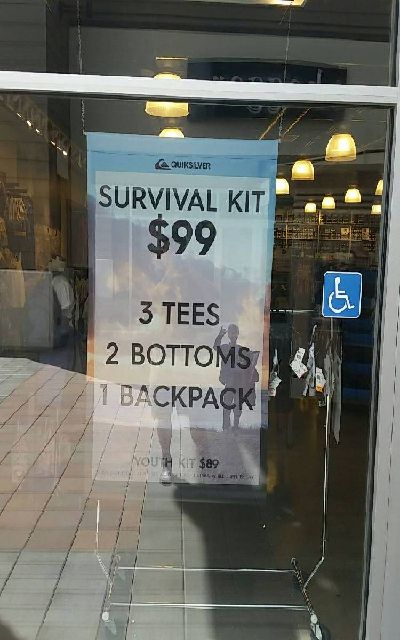 QUIKSILVER
SURVIVAL KIT
$99
3 TEES
2 BOTTOMS
1 BACKPACK
YOUTH KIT $89